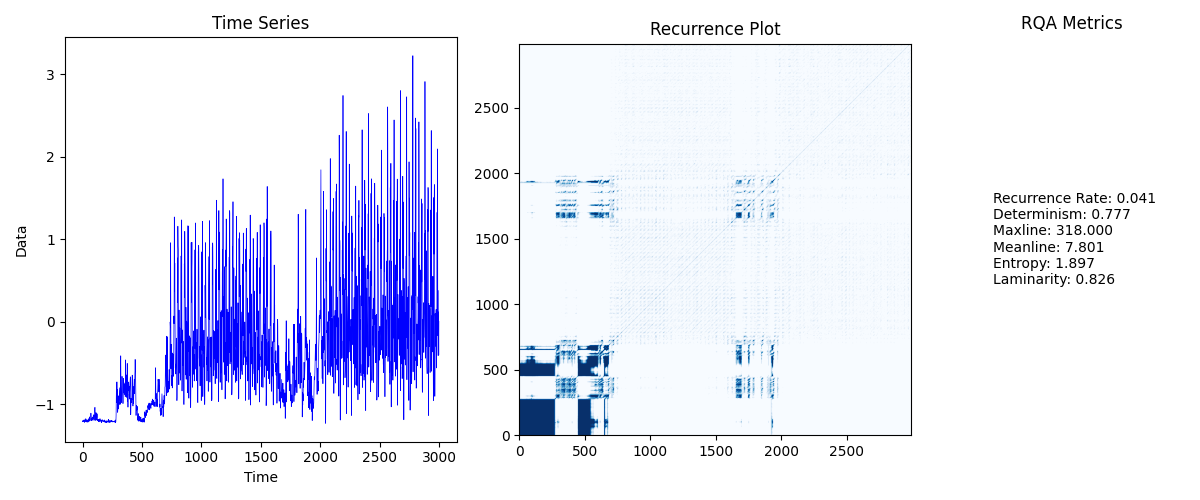 Time Series
Recurrence Plot
RQA Metrics
3
2
1
0
−1
Data
0
500
1000
1500
2000
2500
3000
Time
2500
2000
1500
1000
500
0
0
500
1000
1500
2000
2500
Recurrence Rate: 0.041
Determinism: 0.777
Maxline: 318.000
Meanline: 7.801
Entropy: 1.897
Laminarity: 0.826